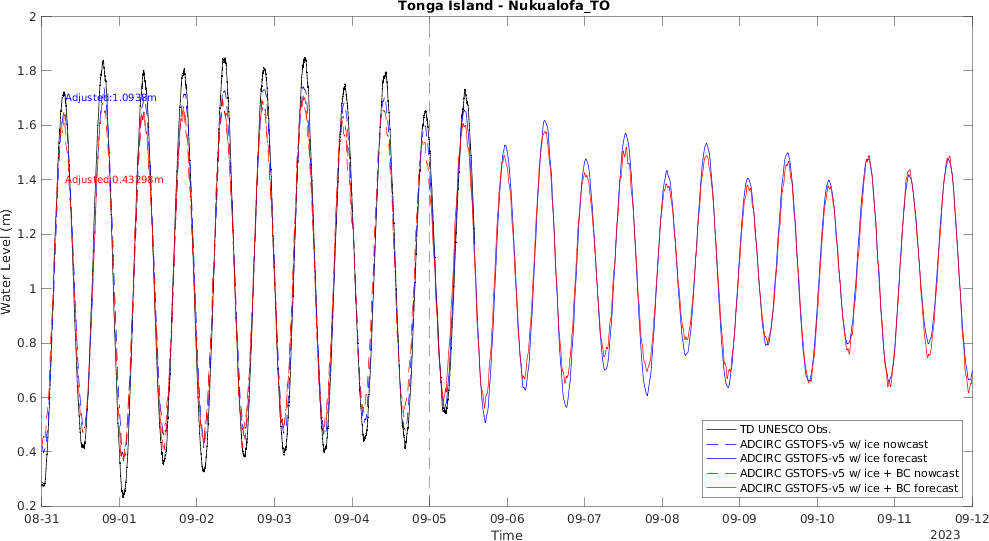 Tonga Island - Nukualofa_TO
Water Level (m)
2
1.8
1.6
1.4
1.2
1
0.8
0.6
0.4
0.2
Adjusted:1.0938m
Adjusted:0.43298m
TD UNESCO Obs.
ADCIRC GSTOFS-v5 w/ ice nowcast
ADCIRC GSTOFS-v5 w/ ice forecast
ADCIRC GSTOFS-v5 w/ ice + BC nowcast
ADCIRC GSTOFS-v5 w/ ice + BC forecast
08-31 09-01 09-02 09-03 09-04 09-05 09-06 09-07 09-08 09-09 09-10 09-11 09-12
Time
2023